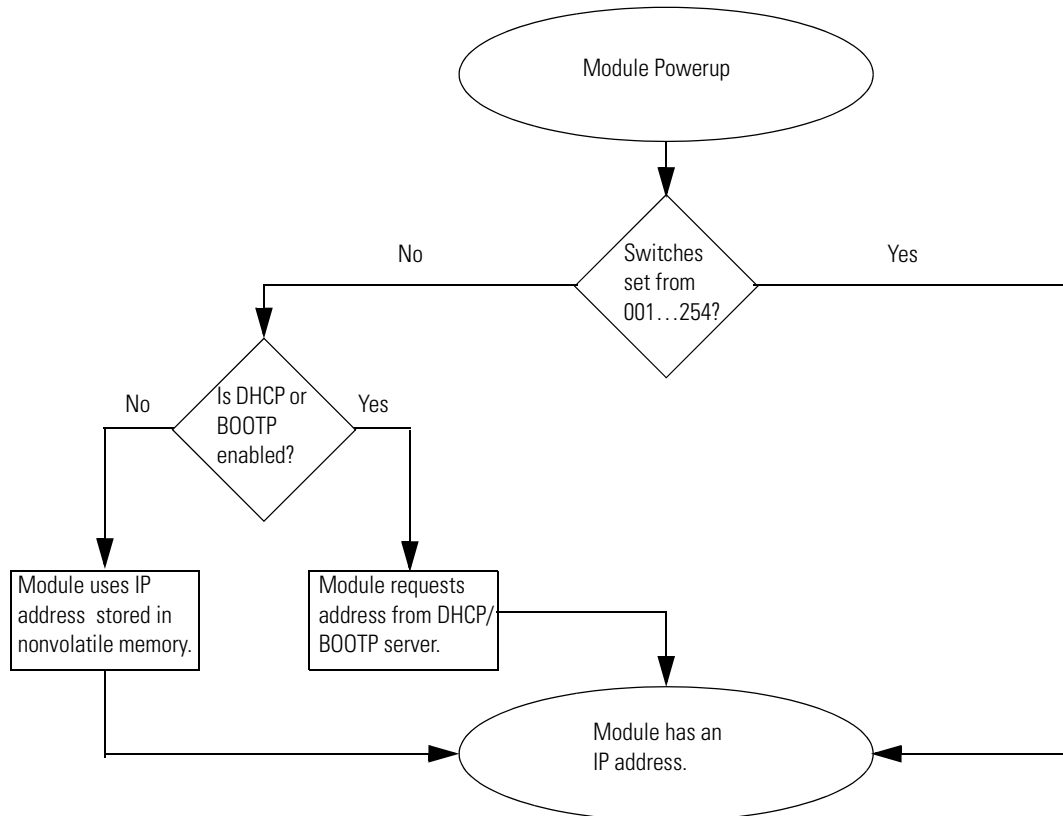 Module Powerup
No
Switches
set from
001...254?
Yes
No
Is DHCP or
BOOTP
enabled?
Yes
Module uses IP
address stored in
nonvolatile memory.
Module requests
address from DHCP/
BOOTP server.
Module has an
IP address.